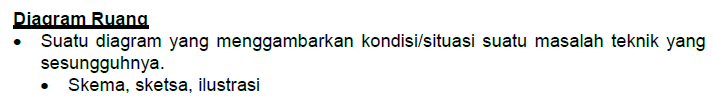 Diagram Ruang
• Suatu diagram yang menggambarkan kondisi/situasi suatu masalah teknik yang
sesungguhnya.
• Skema, sketsa, ilustrasi